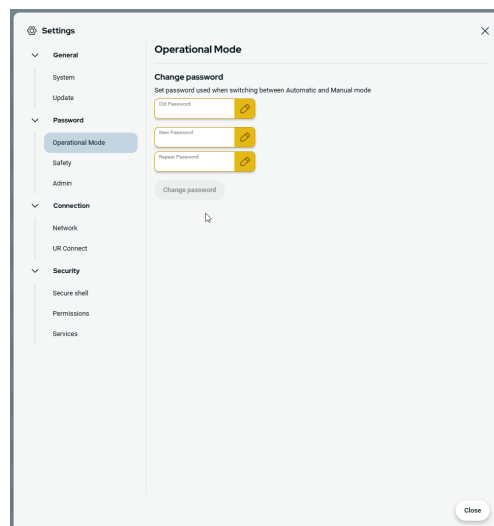 Settings
General
System
Update
Password
Operational Mode
Safety
Admin
Connection
Network
UR Connect
Security
Secure shell
Permissions
Services
Operational Mode
Change password
Set password used when switching between Automatic and Manual mode
Old Password
New Password
Repeat Password
Change password
Close